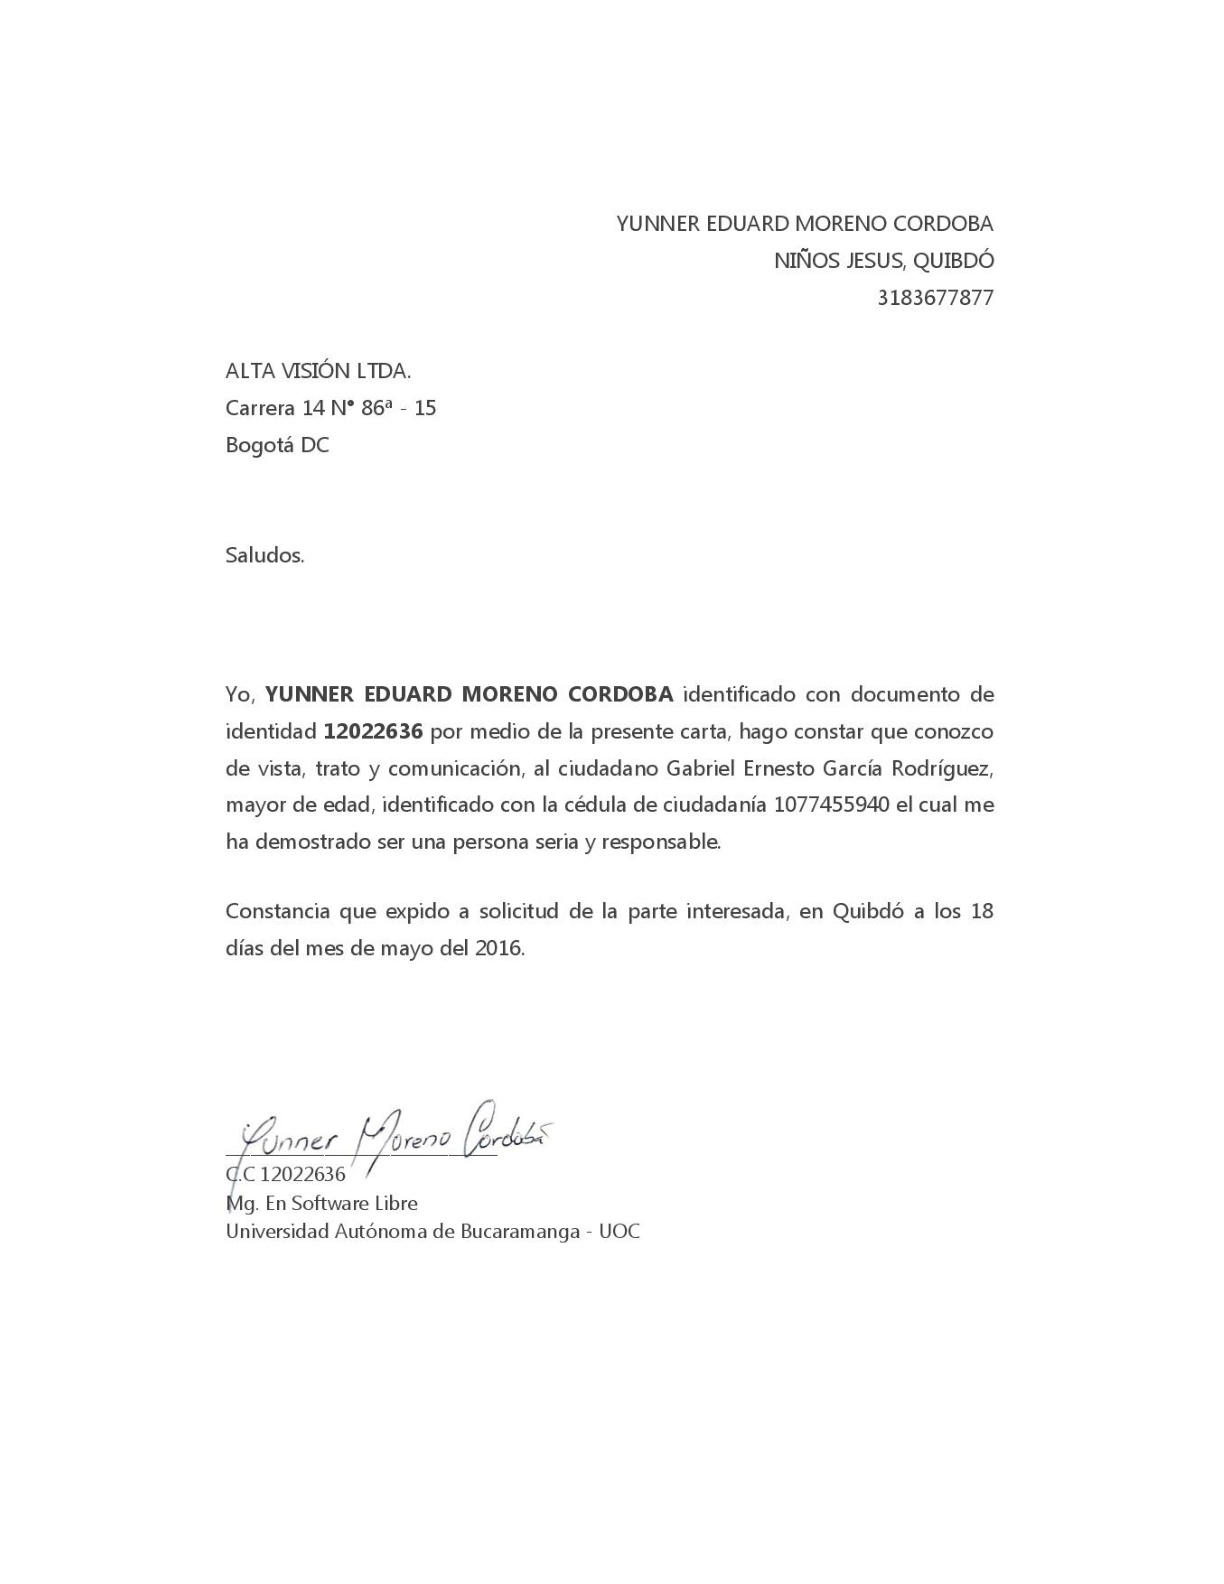 YUNNER EDUARD MORENO CORDOBA
NIÑOS JESUS, QUIBDÓ
3183677877
ALTA VISIÓN LTDA.
Carrera 14 N° 86ª - 15
Bogotá DC
Saludos.
Yo, YUNNER EDUARD MORENO CORDOBA identificado con documento de
identidad 12022636 por medio de la presente carta, hago constar que conozco
de vista, trato y comunicación, al ciudadano Gabriel Ernesto García Rodríguez,
mayor de edad, identificado con la cédula de ciudadanía 1077455940 el cual me
ha demostrado ser una persona seria y responsable.
Constancia que expido a solicitud de la parte interesada, en Quibdó a los 18
días del mes de mayo del 2016.
Yunner Moreno Cordoba
C.C 12022636
Mg. En Software Libre
Universidad Autónoma de Bucaramanga - UOC